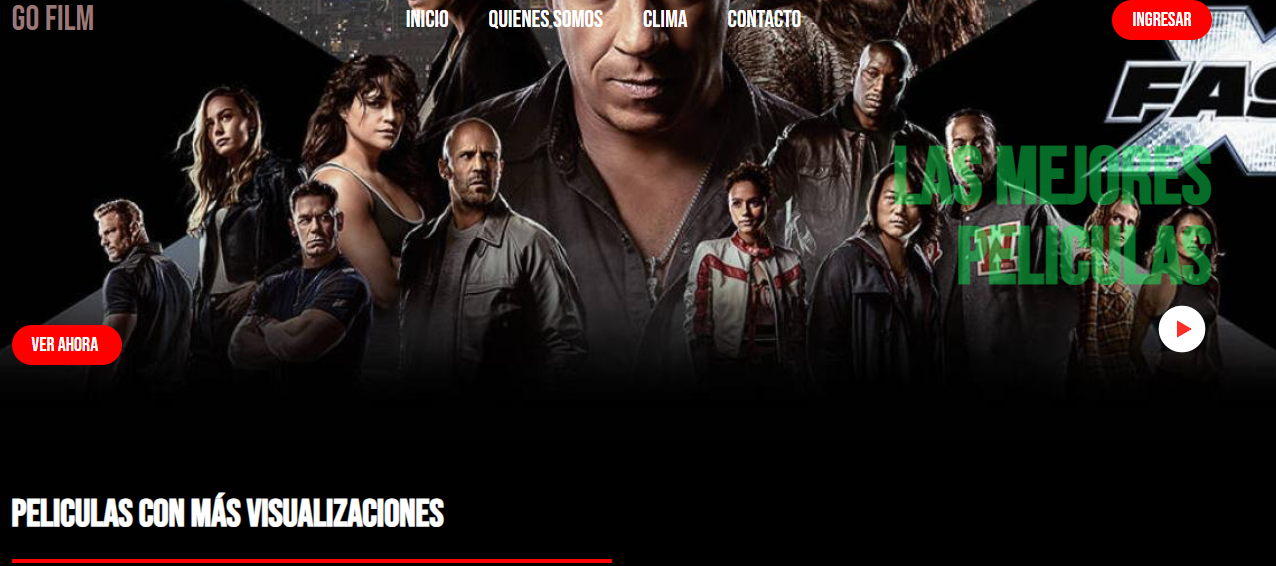 GO FILM
INICIO
QUIENES SOMOS
CLIMA
CONTACTO
INGRESAR
FAS
LAS MEJORES
PELICULAS
VER AHORA
PELICULAS CON MÁS VISUALIZACIONES